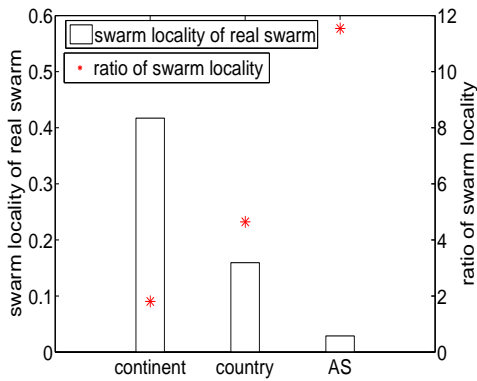 swarm locality of real swarm
ratio of swarm locality
0.6
0.5
0.4
0.3
0.2
0.1
0
12
10
8
6
4
2
0
swarm locality of real swarm
ratio of swarm locality
continent
country
AS